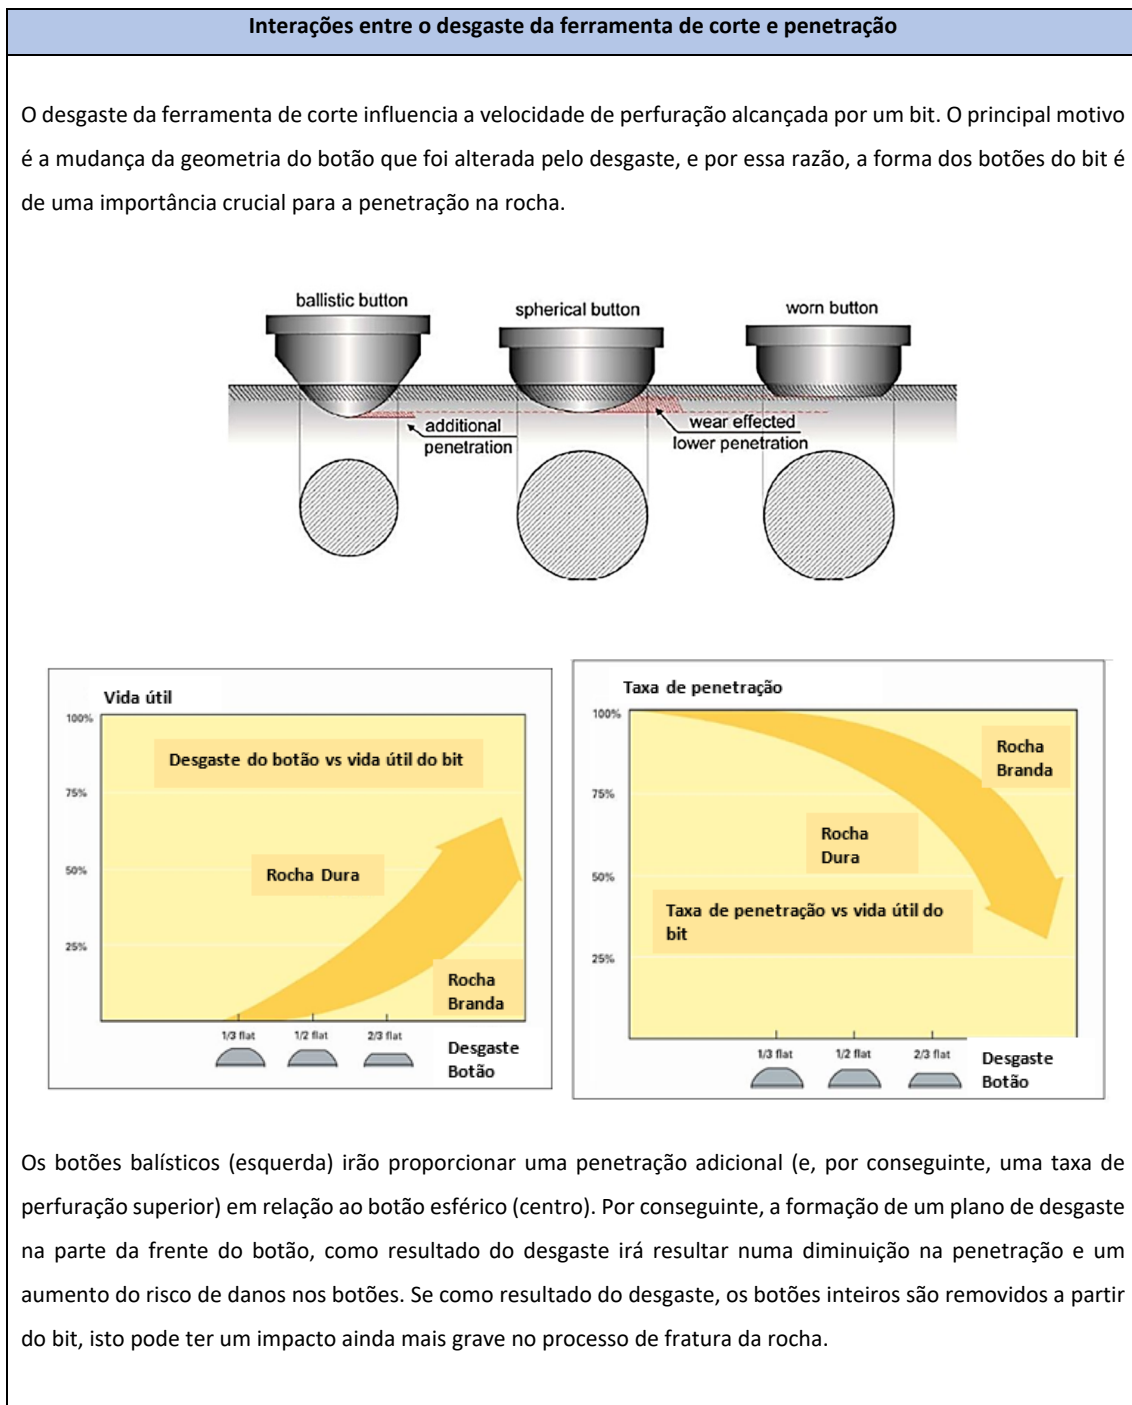 Interações entre o desgaste da ferramenta de corte e penetração
O desgaste da ferramenta de corte influencia a velocidade de perfuração alcançada por um bit. O principal motivo
é a mudança da geometria do botão que foi alterada pelo desgaste, e por essa razão, a forma dos botões do bit é
de uma importância crucial para a penetração na rocha.
ballistic button
spherical button
worn button
additional
penetration
wear effected
lower penetration
Vida útil
100%
Desgaste do botão vs vida útil do bit
75%
50%
Rocha Dura
25%
Rocha
Branda
1/3 flat
1/2 flat
2/3 flat
Desgaste
Botão
Taxa de penetração
100%
Rocha
Branda
75%
Rocha
Dura
50%
Taxa de penetração vs vida útil do
bit
25%
1/3 flat
1/2 flat
2/3 flat
Desgaste
Botão
Os botões balísticos (esquerda) irão proporcionar uma penetração adicional (e, por conseguinte, uma taxa de
perfuração superior) em relação ao botão esférico (centro). Por conseguinte, a formação de um plano de desgaste
na parte da frente do botão, como resultado do desgaste irá resultar numa diminuição na penetração e um
aumento do risco de danos nos botões. Se como resultado do desgaste, os botões inteiros são removidos a partir
do bit, isto pode ter um impacto ainda mais grave no processo de fratura da rocha.